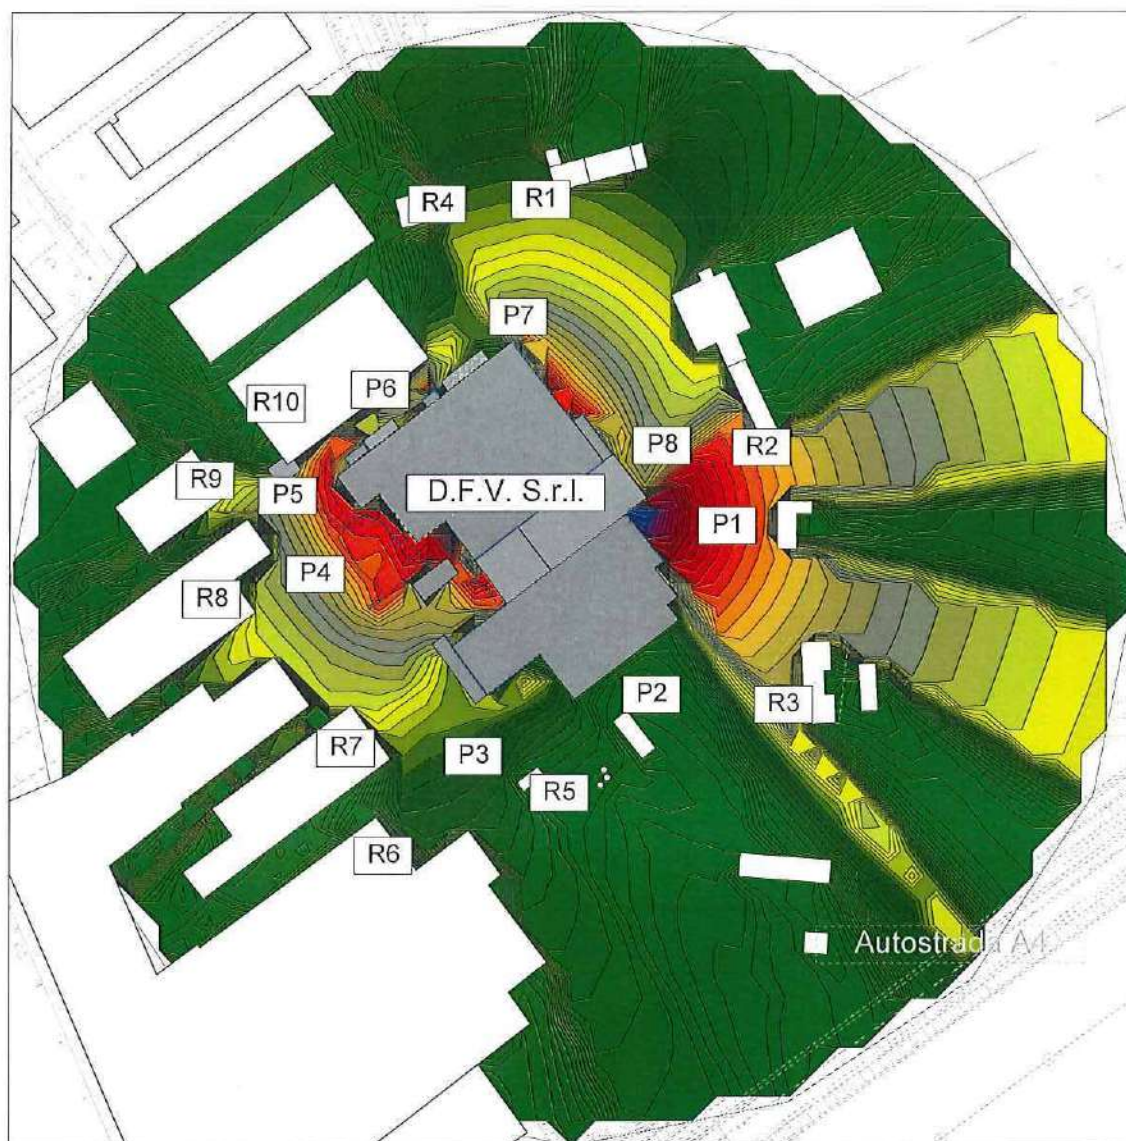 R4
R1
P7
R10
P6
P8
R2
R9
P5
D.F.V. S.r.l.
P1
P4
R8
P2
R3
R7
P3
R5
R6
Autostrada A4